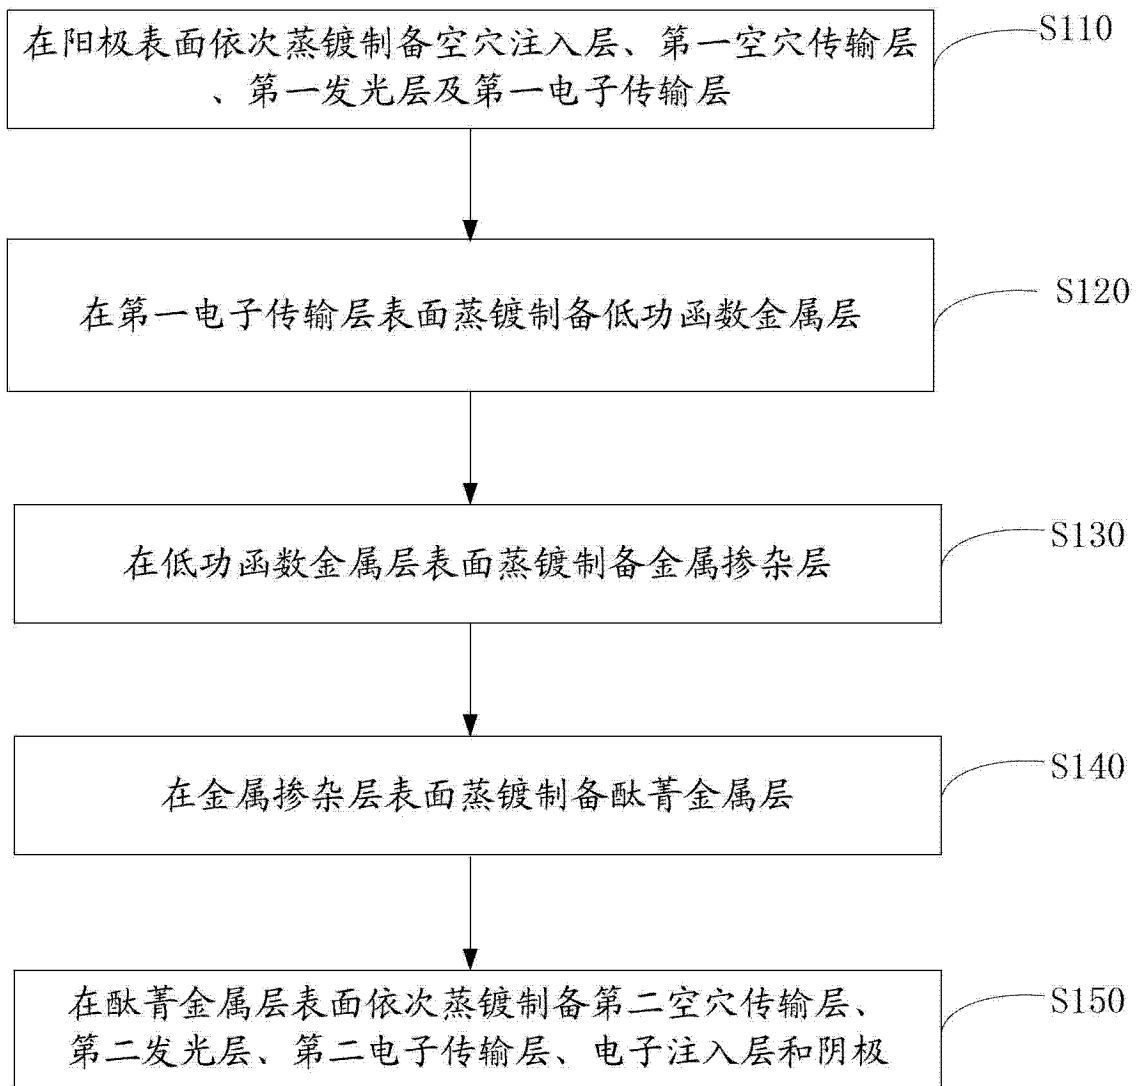 在阳极表面依次蒸镀制备空穴注入层、第一空穴传输层
、第一发光层及第一电子传输层
S110
在第一电子传输层表面蒸镀制备低功函数金属层
S120
在低功函数金属层表面蒸镀制备金属掺杂层
S130
在金属掺杂层表面蒸镀制备酞菁金属层
S140
在酞菁金属层表面依次蒸镀制备第二空穴传输层、
第二发光层、第二电子传输层、电子注入层和阴极
S150